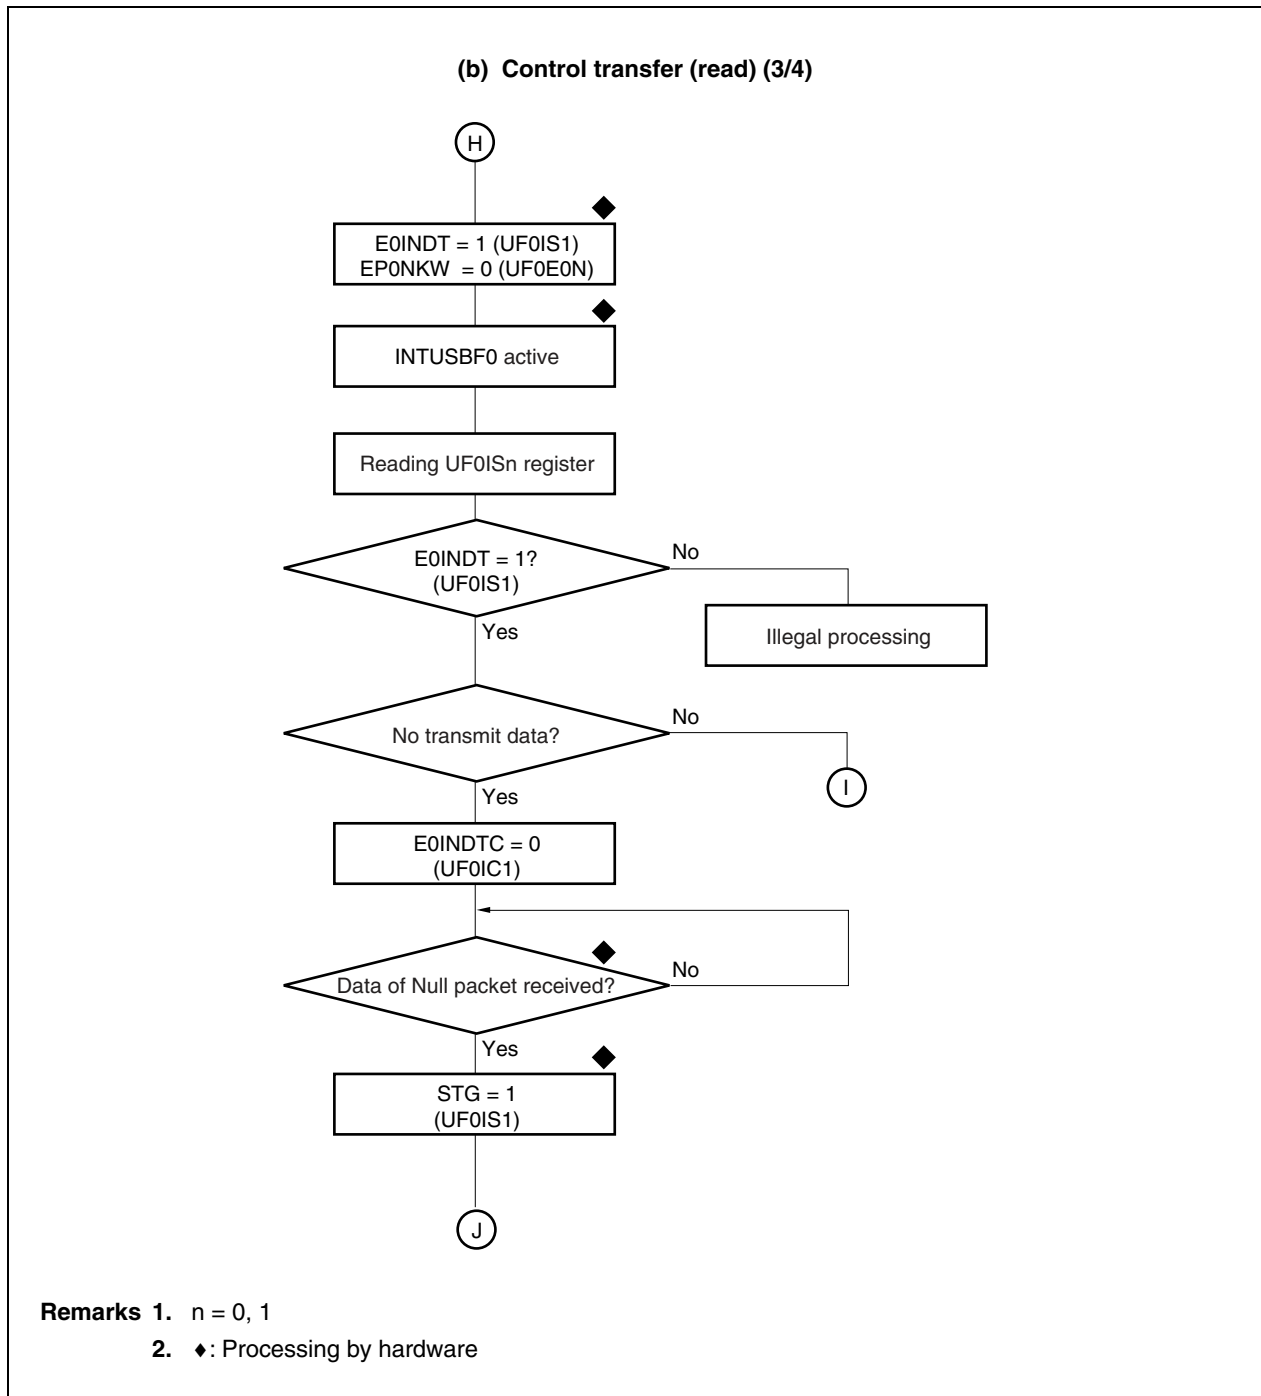 (b) Control transfer (read) (3/4)
H
E0INDT = 1 (UF0IS1)
EP0NKW = 0 (UF0E0N)
INTUSBF0 active
Reading UF0ISn register
E0INDT = 1?
(UF0IS1)
No
Illegal processing
Yes
No transmit data?
No
I
Yes
E0INDTC = 0
(UF0IC1)
Data of Null packet received?
No
Yes
STG = 1
(UF0IS1)
J
Remarks 1. n = 0, 1
2. ♦: Processing by hardware